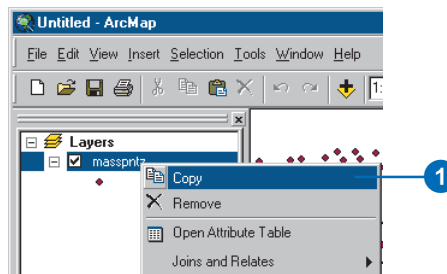 Untitled - ArcMap
File Edit View Insert Selection Tools Window Help
1:
Layers
masspntz
Copy
1
Remove
Open Attribute Table
Joins and Relates